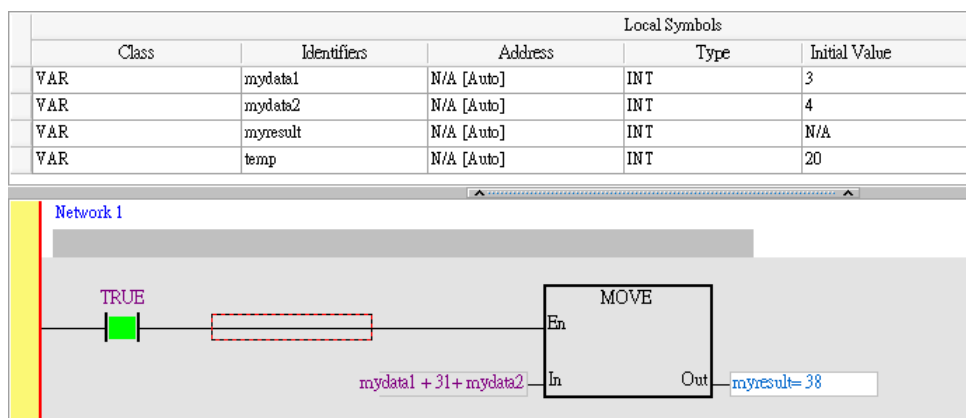 Local Symbols
Class Identifiers Address Type Initial Value
VAR mydata1 N/A [Auto] INT 3
VAR mydata2 N/A [Auto] INT 4
VAR myresult N/A [Auto] INT N/A
VAR temp N/A [Auto] INT 20
Network 1
TRUE MOVE
En
mydata1 + 31+ mydata2 In Out myresult= 38